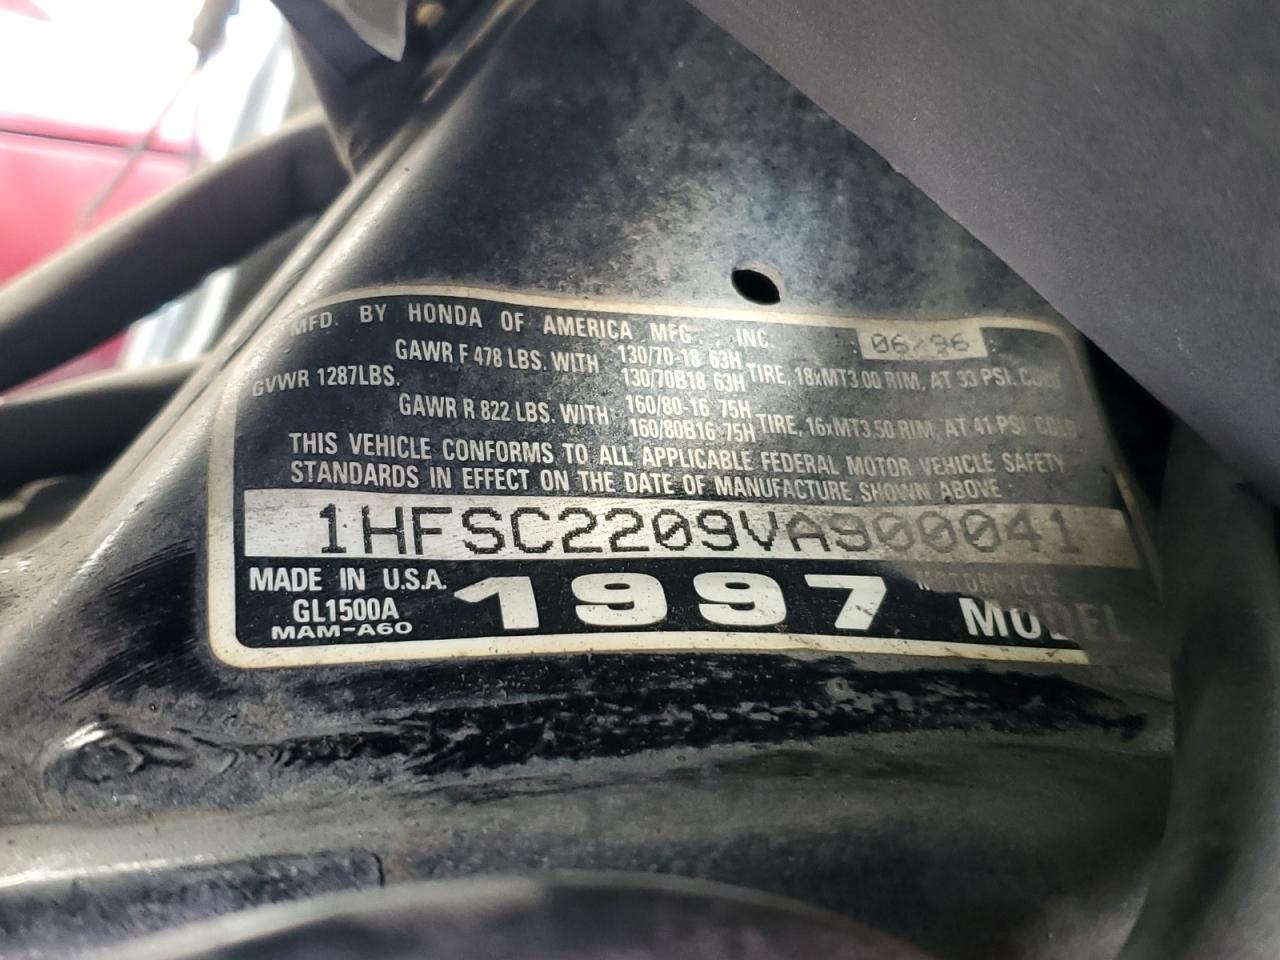 MFD. BY HONDA OF AMERICA MFG., INC. 06/96
GVWR 1287LBS.
GAWR F 478 LBS. WITH 130/70-18 63H
130/70B18 63H
TIRE, 18xMT3.00 RIM, AT 33 PSI. COLD
GAWR R 822 LBS. WITH 160/80-16 75H
160/80B16 75H
TIRE, 16xMT3.50 RIM, AT 41 PSI COLD
THIS VEHICLE CONFORMS TO ALL APPLICABLE FEDERAL MOTOR VEHICLE SAFETY
STANDARDS IN EFFECT ON THE DATE OF MANUFACTURE SHOWN ABOVE
1HFSC2209VA900041
MADE IN U.S.A.
GL1500A
MAM-A60
1997
MOTORCYCLE
MODEL